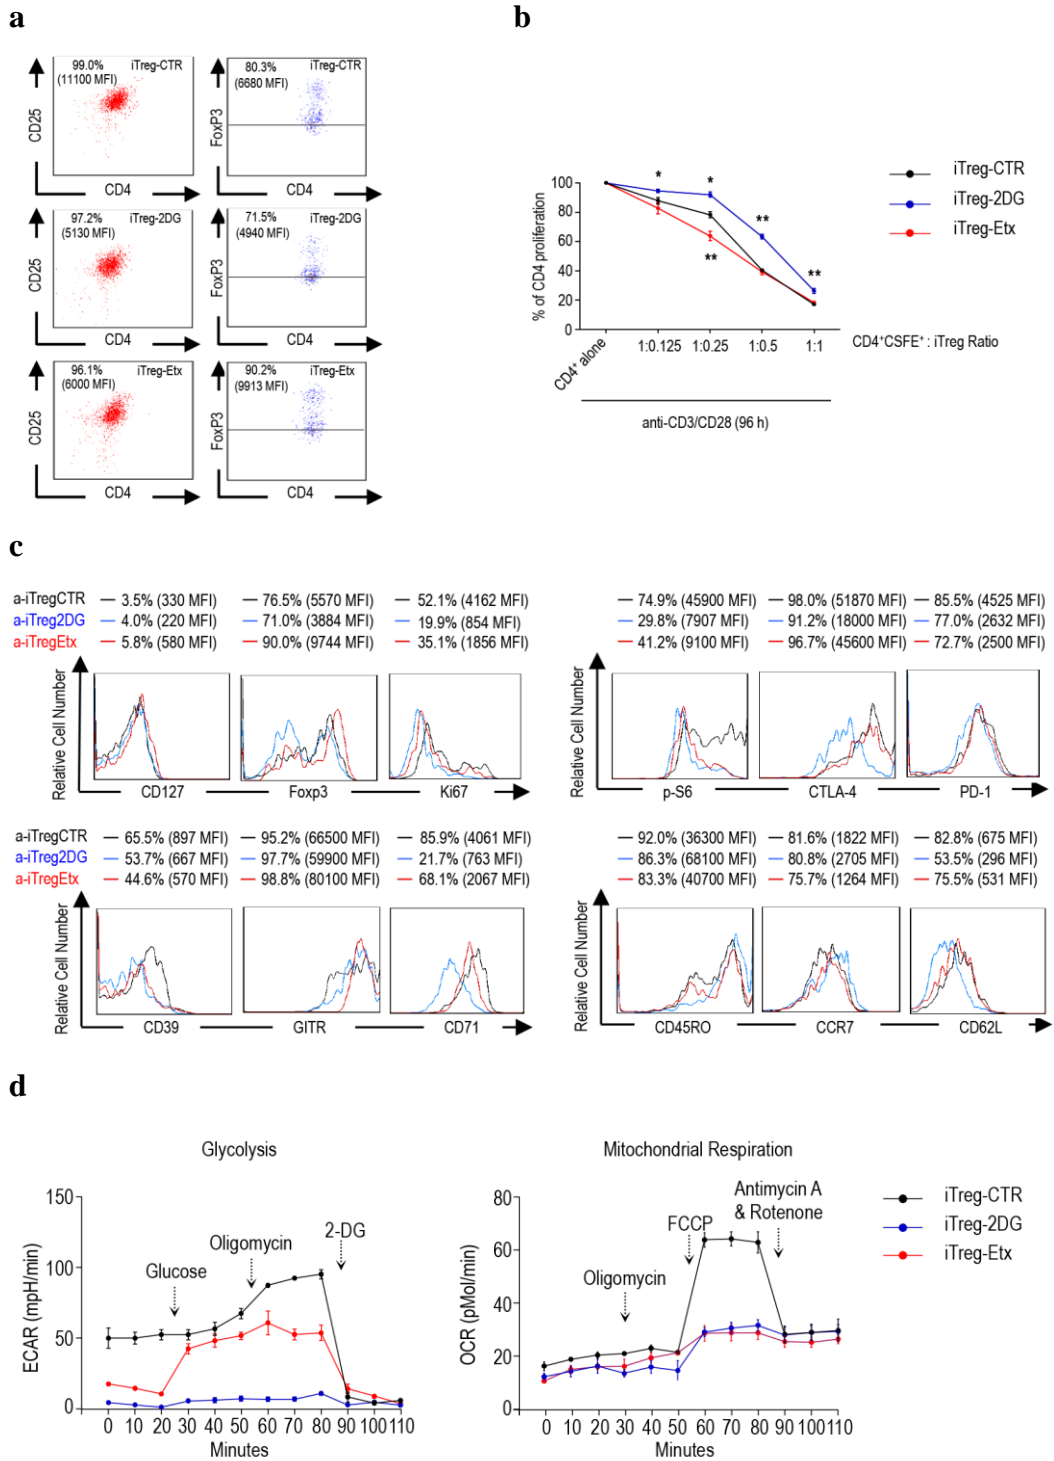 a
99.0%
(11100 MFI)
iTreg-CTR
CD25
CD4
80.3%
(6680 MFI)
iTreg-CTR
FoxP3
CD4
97.2%
(5130 MFI)
iTreg-2DG
CD25
CD4
71.5%
(4940 MFI)
iTreg-2DG
FoxP3
CD4
96.1%
(6000 MFI)
iTreg-Etx
CD25
CD4
90.2%
(9913 MFI)
iTreg-Etx
FoxP3
CD4
b
% of CD4 proliferation
100
80
60
40
20
0
*
*
**
**
**
CD4+ alone
1:0.125
1:0.25
1:0.5
1:1
CD4+CSFE+ : iTreg Ratio
anti-CD3/CD28 (96 h)
iTreg-CTR
iTreg-2DG
iTreg-Etx
c
a-iTregCTR — 3.5% (330 MFI) — 76.5% (5570 MFI) — 52.1% (4162 MFI)
a-iTreg2DG — 4.0% (220 MFI) — 71.0% (3884 MFI) — 19.9% (854 MFI)
a-iTregEtx — 5.8% (580 MFI) — 90.0% (9744 MFI) — 35.1% (1856 MFI)
Relative Cell Number
CD127
Foxp3
Ki67
— 74.9% (45900 MFI) — 98.0% (51870 MFI) — 85.5% (4525 MFI)
— 29.8% (7907 MFI) — 91.2% (18000 MFI) — 77.0% (2632 MFI)
— 41.2% (9100 MFI) — 96.7% (45600 MFI) — 72.7% (2500 MFI)
Relative Cell Number
p-S6
CTLA-4
PD-1
a-iTregCTR — 65.5% (897 MFI) — 95.2% (66500 MFI) — 85.9% (4061 MFI)
a-iTreg2DG — 53.7% (667 MFI) — 97.7% (59900 MFI) — 21.7% (763 MFI)
a-iTregEtx — 44.6% (570 MFI) — 98.8% (80100 MFI) — 68.1% (2067 MFI)
Relative Cell Number
CD39
GITR
CD71
— 92.0% (36300 MFI) — 81.6% (1822 MFI) — 82.8% (675 MFI)
— 86.3% (68100 MFI) — 80.8% (2705 MFI) — 53.5% (296 MFI)
— 83.3% (40700 MFI) — 75.7% (1264 MFI) — 75.5% (531 MFI)
Relative Cell Number
CD45RO
CCR7
CD62L
d
Glycolysis
ECAR (mpH/min)
150
100
50
0
Glucose
Oligomycin
2-DG
0 10 20 30 40 50 60 70 80 90 100 110
Minutes
Mitochondrial Respiration
OCR (pMol/min)
80
60
40
20
0
Oligomycin
FCCP
Antimycin A
& Rotenone
0 10 20 30 40 50 60 70 80 90 100 110
Minutes
iTreg-CTR
iTreg-2DG
iTreg-Etx